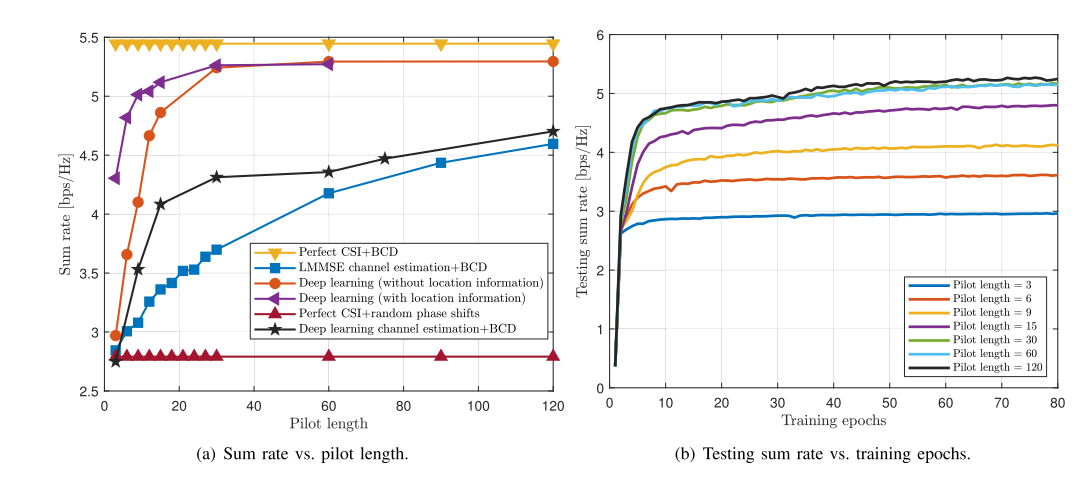 5.5
5
4.5
4
3.5
3
2.5
Sum rate [bps/Hz]
Perfect CSI+BCD
LMMSE channel estimation+BCD
Deep learning (without location information)
Deep learning (with location information)
Perfect CSI+random phase shifts
Deep learning channel estimation+BCD
0 20 40 60 80 100 120
Pilot length
(a) Sum rate vs. pilot length.
6
5
4
3
2
1
0
Testing sum rate [bps/Hz]
Pilot length = 3
Pilot length = 6
Pilot length = 9
Pilot length = 15
Pilot length = 30
Pilot length = 60
Pilot length = 120
0 10 20 30 40 50 60 70 80
Training epochs
(b) Testing sum rate vs. training epochs.